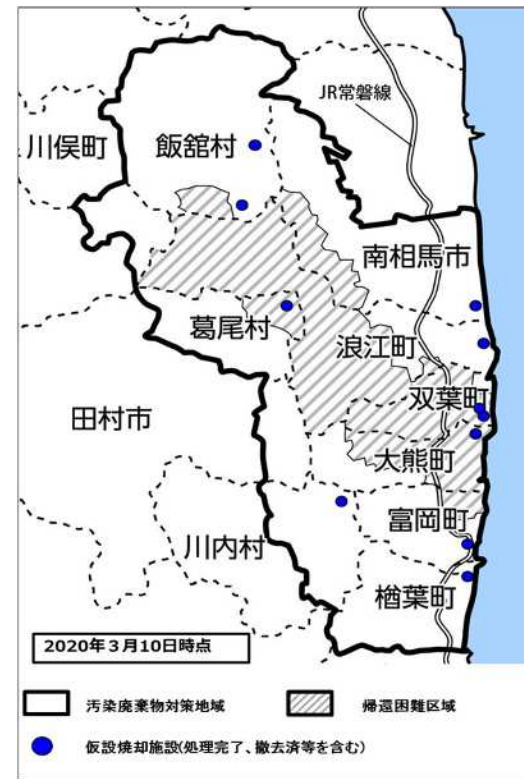 JR常磐線
川俣町
飯舘村
南相馬市
葛尾村
浪江町
双葉町
田村市
大熊町
富岡町
川内村
楢葉町
2020年3月10日時点
汚染廃棄物対策地域
帰還困難区域
仮設焼却施設(処理完了、撤去済等を含む)